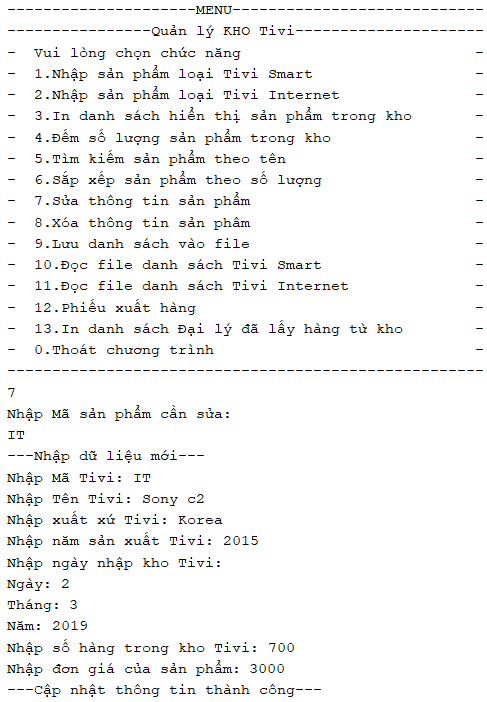 ---------------------MENU----------------------------
----------------Quản lý KHO Tivi---------------------
-  Vui lòng chọn chức năng                          -
-  1.Nhập sản phẩm loại Tivi Smart                  -
-  2.Nhập sản phẩm loại Tivi Internet               -
-  3.In danh sách hiển thị sản phẩm trong kho       -
-  4.Đếm số lượng sản phẩm trong kho                -
-  5.Tìm kiếm sản phẩm theo tên                     -
-  6.Sắp xếp sản phẩm theo số lượng                 -
-  7.Sửa thông tin sản phẩm                         -
-  8.Xóa thông tin sản phâm                         -
-  9.Lưu danh sách vào file                         -
-  10.Đọc file danh sách Tivi Smart                 -
-  11.Đọc file danh sách Tivi Internet              -
-  12.Phiếu xuất hàng                               -
-  13.In danh sách Đại lý đã lấy hàng từ kho        -
-  0.Thoát chương trình                             -
-----------------------------------------------------
7
Nhập Mã sản phẩm cần sửa:
IT
---Nhập dữ liệu mới---
Nhập Mã Tivi: IT
Nhập Tên Tivi: Sony c2
Nhập xuất xứ Tivi: Korea
Nhập năm sản xuất Tivi: 2015
Nhập ngày nhập kho Tivi:
Ngày: 2
Tháng: 3
Năm: 2019
Nhập số hàng trong kho Tivi: 700
Nhập đơn giá của sản phẩm: 3000
---Cập nhật thông tin thành công---